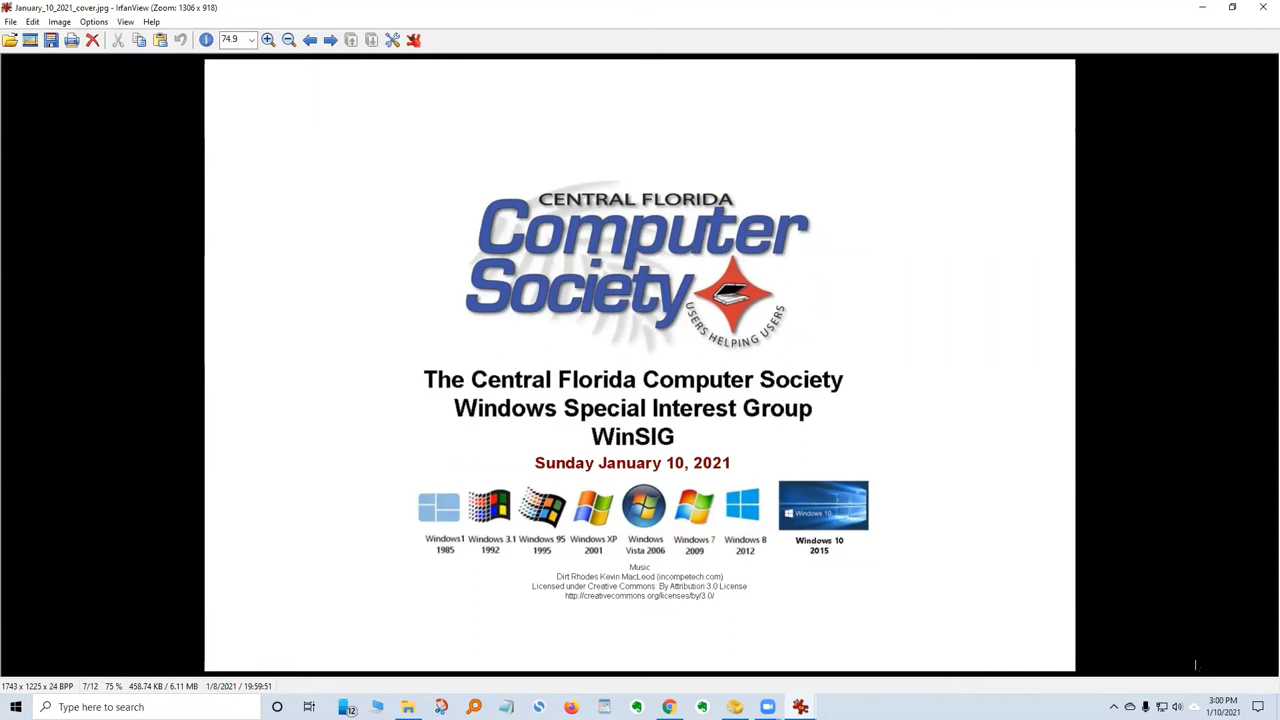 January_10_2021_cover.jpg - IrfanView (Zoom: 1306 x 918)
File Edit Image Options View Help
74.9
CENTRAL FLORIDA
Computer
Society
USERS HELPING USERS
The Central Florida Computer Society
Windows Special Interest Group
WinSIG
Sunday January 10, 2021
Windows 10
Windows1 Windows 3.1 Windows 95 Windows XP Windows Windows 7 Windows 8 Windows 10
1985 1992 1995 2001 Vista 2006 2009 2012 2015
Music
Dirt Rhodes Kevin MacLeod (incompetech.com)
Licensed under Creative Commons: By Attribution 3.0 License
http://creativecommons.org/licenses/by/3.0/
1743 x 1225 x 24 BPP 7/12 75 % 458.74 KB / 6.11 MB 1/8/2021 / 19:59:51
Type here to search
12
3:00 PM
1/10/2021